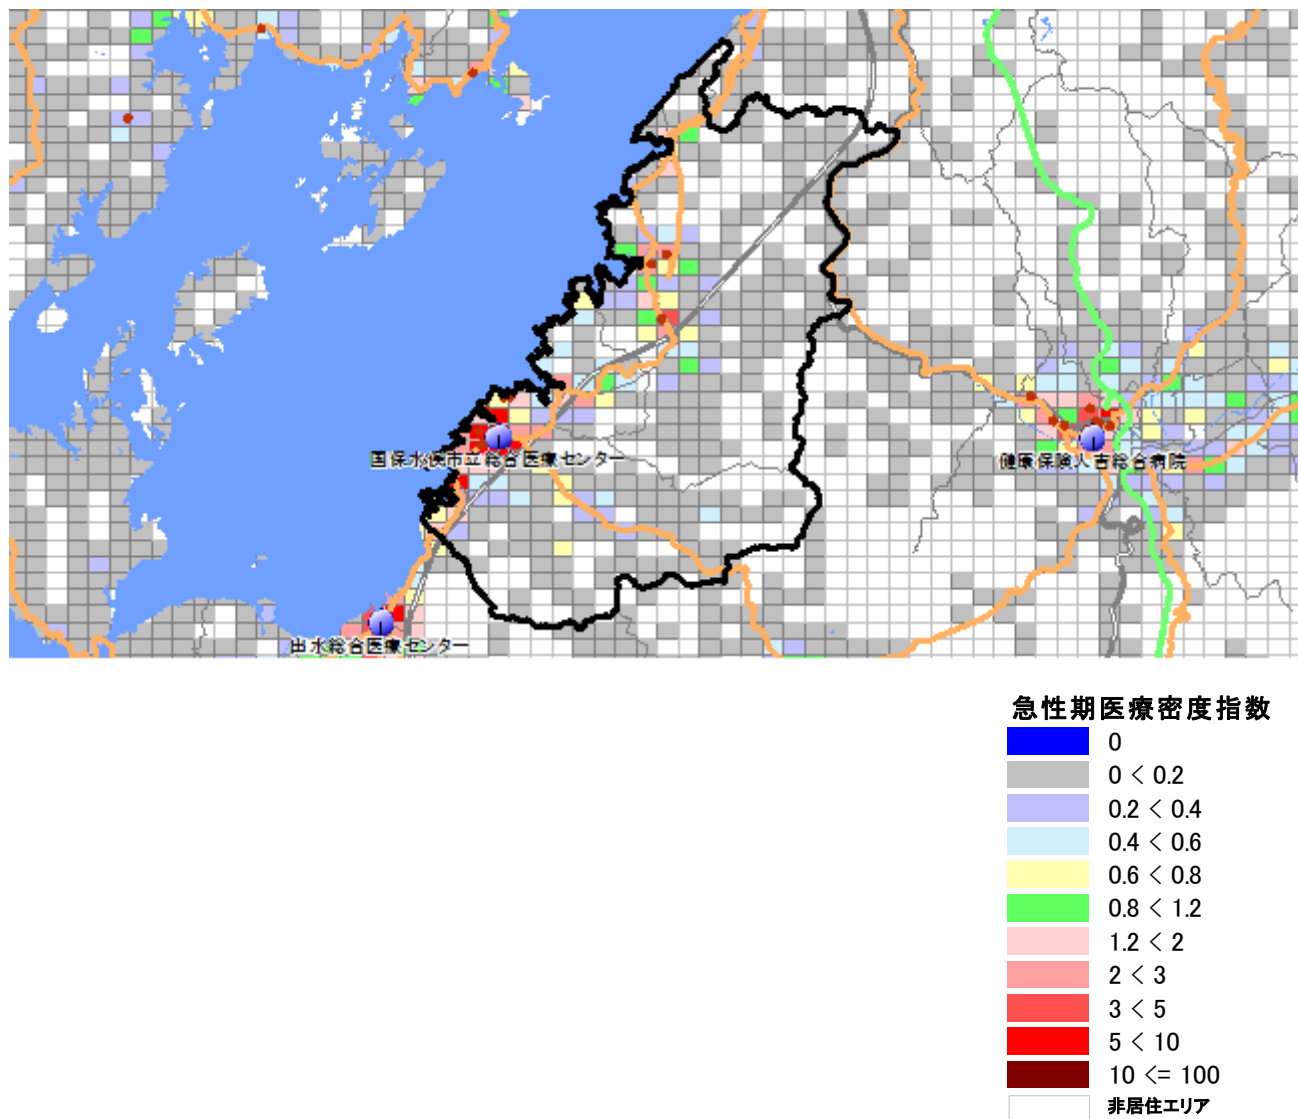 国保水俣市立総合医療センター
健康保険人吉総合病院
出水総合医療センター
急性期医療密度指数
0
0 < 0.2
0.2 < 0.4
0.4 < 0.6
0.6 < 0.8
0.8 < 1.2
1.2 < 2
2 < 3
3 < 5
5 < 10
10 <= 100
非居住エリア